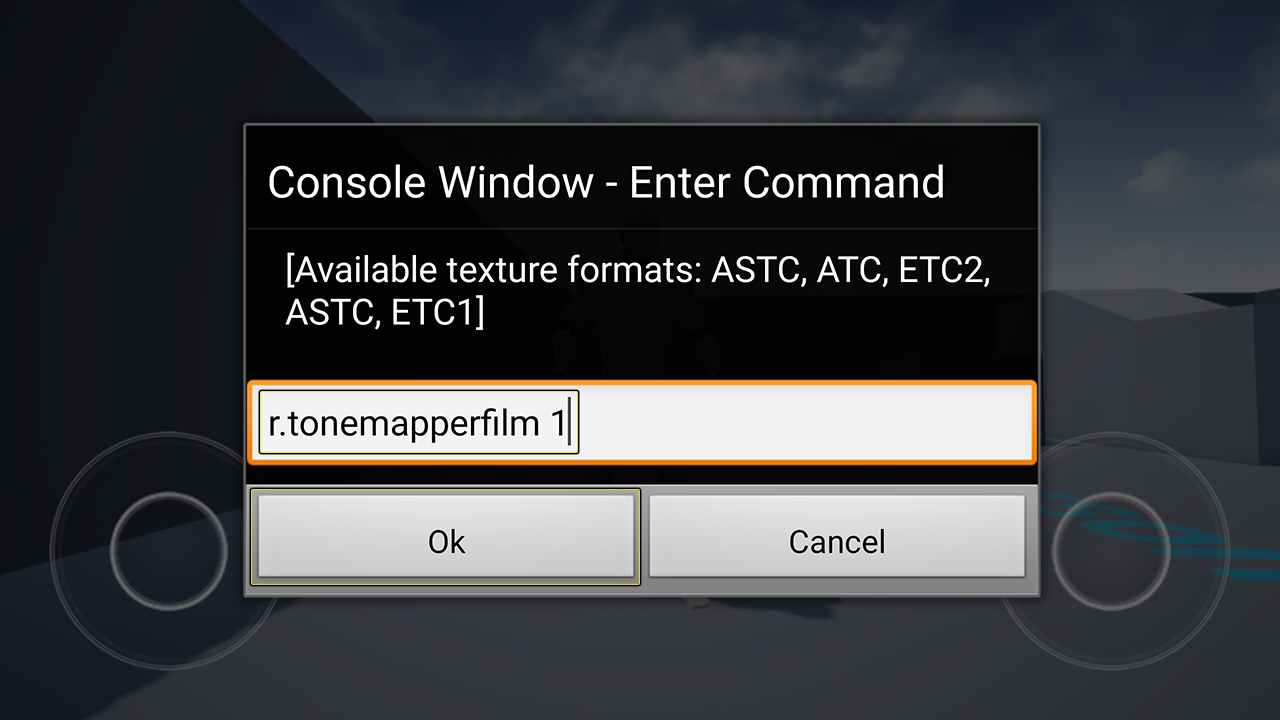 Console Window - Enter Command
[Available texture formats: ASTC, ATC, ETC2,
ASTC, ETC1]
r.tonemapperfilm 1
Ok
Cancel